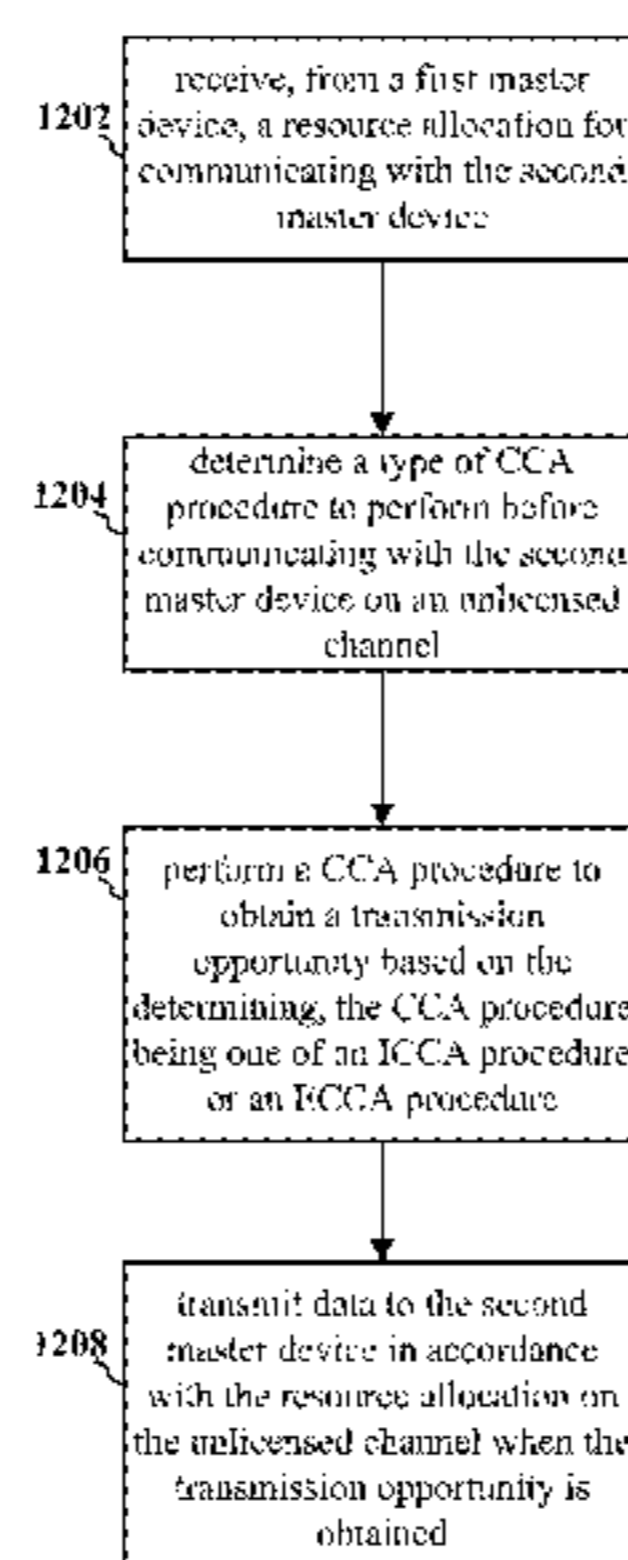 1202
receive, from a first master
device, a resource allocation for
communicating with the second
master device
1204
determine a type of CCA
procedure to perform before
communicating with the second
master device on an unlicensed
channel
1206
perform a CCA procedure to
obtain a transmission
opportunity based on the
determining, the CCA procedure
being one of an ICCA procedure
or an ECCA procedure
1208
transmit data to the second
master device in accordance
with the resource allocation on
the unlicensed channel when the
transmission opportunity is
obtained